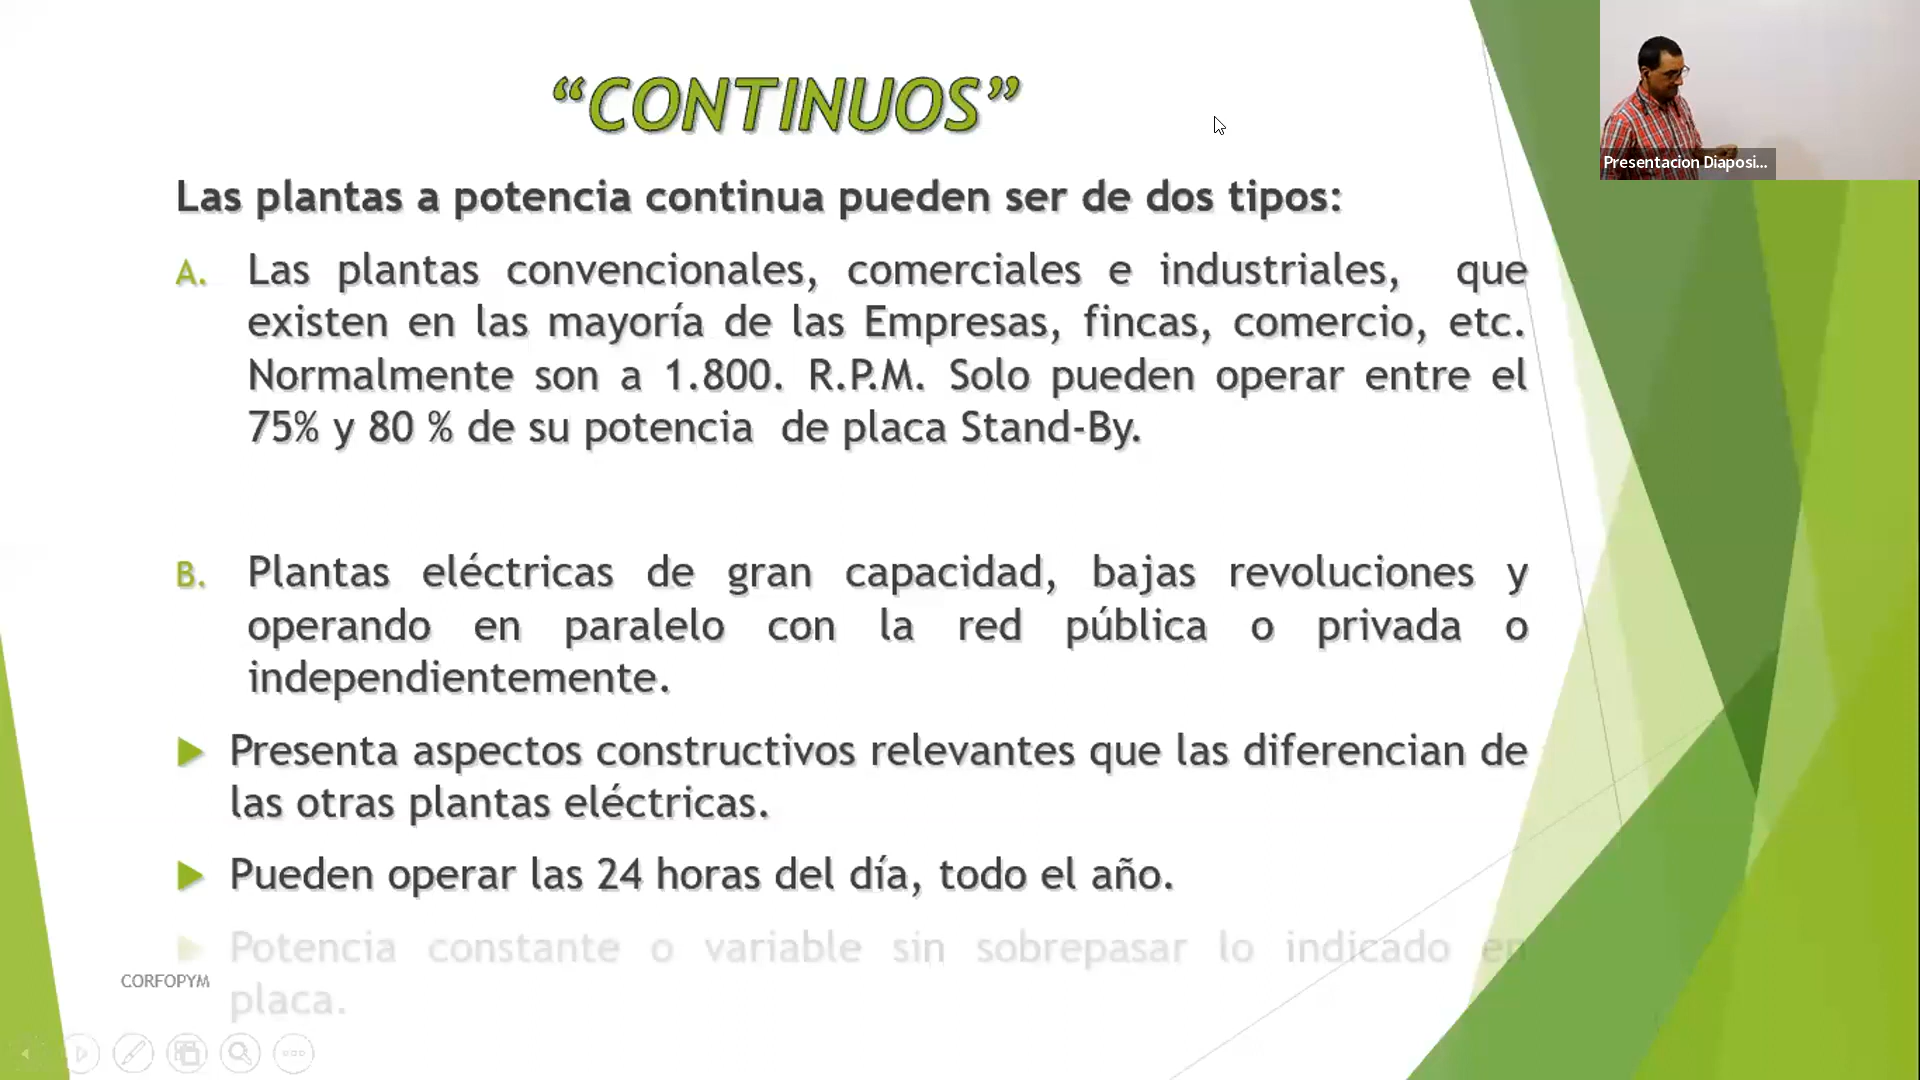 “CONTINUOS”
Presentacion Diaposi...
Las plantas a potencia continua pueden ser de dos tipos:
A. Las plantas convencionales, comerciales e industriales, que
existen en las mayoría de las Empresas, fincas, comercio, etc.
Normalmente son a 1.800. R.P.M. Solo pueden operar entre el
75% y 80 % de su potencia de placa Stand-By.
B. Plantas eléctricas de gran capacidad, bajas revoluciones y
operando en paralelo con la red pública o privada o
independientemente.
Presenta aspectos constructivos relevantes que las diferencian de
las otras plantas eléctricas.
Pueden operar las 24 horas del día, todo el año.
Potencia constante o variable sin sobrepasar lo indicado en
placa.
CORFOPYM